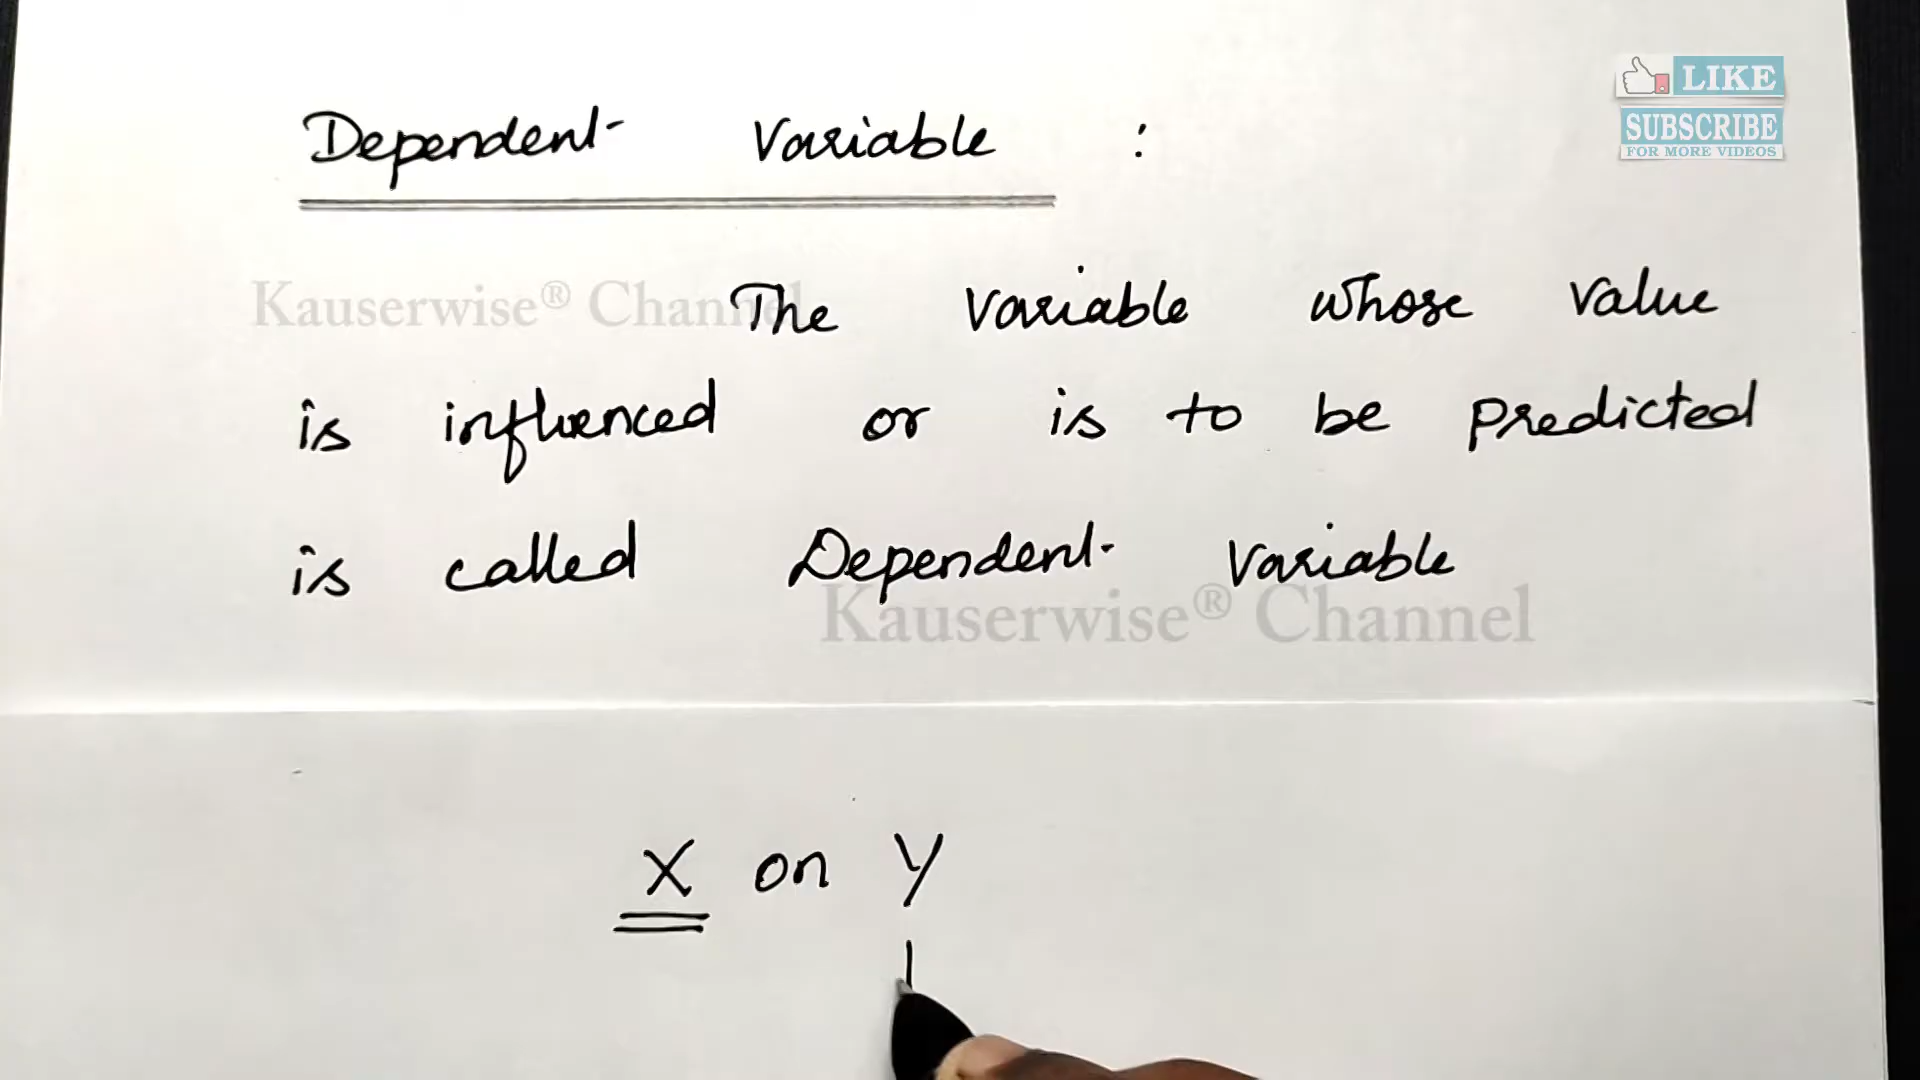 LIKE
SUBSCRIBE
FOR MORE VIDEOS
Dependent Variable :
Kauserwise® Channel
The Variable whose Value
is influenced or is to be Predicted
is called Dependent Variable
Kauserwise® Channel
X on Y